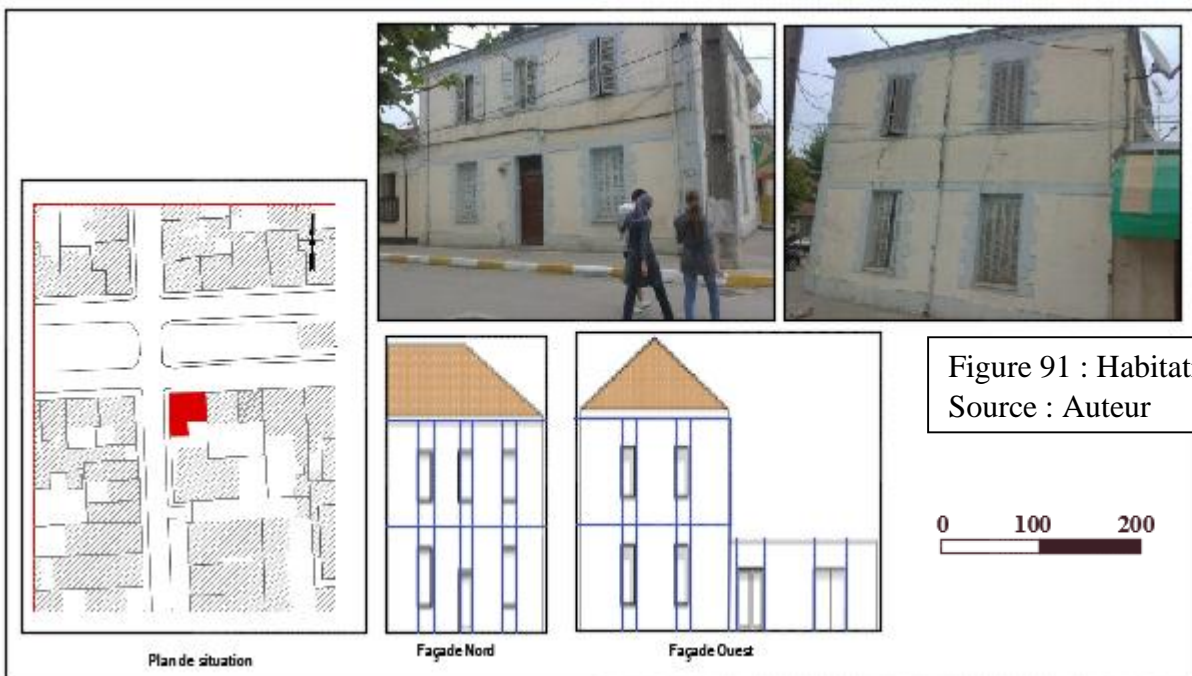 Figure 91 : Habitat
Source : Auteur
0 100 200
Plan de situation
Façade Nord
Façade Ouest